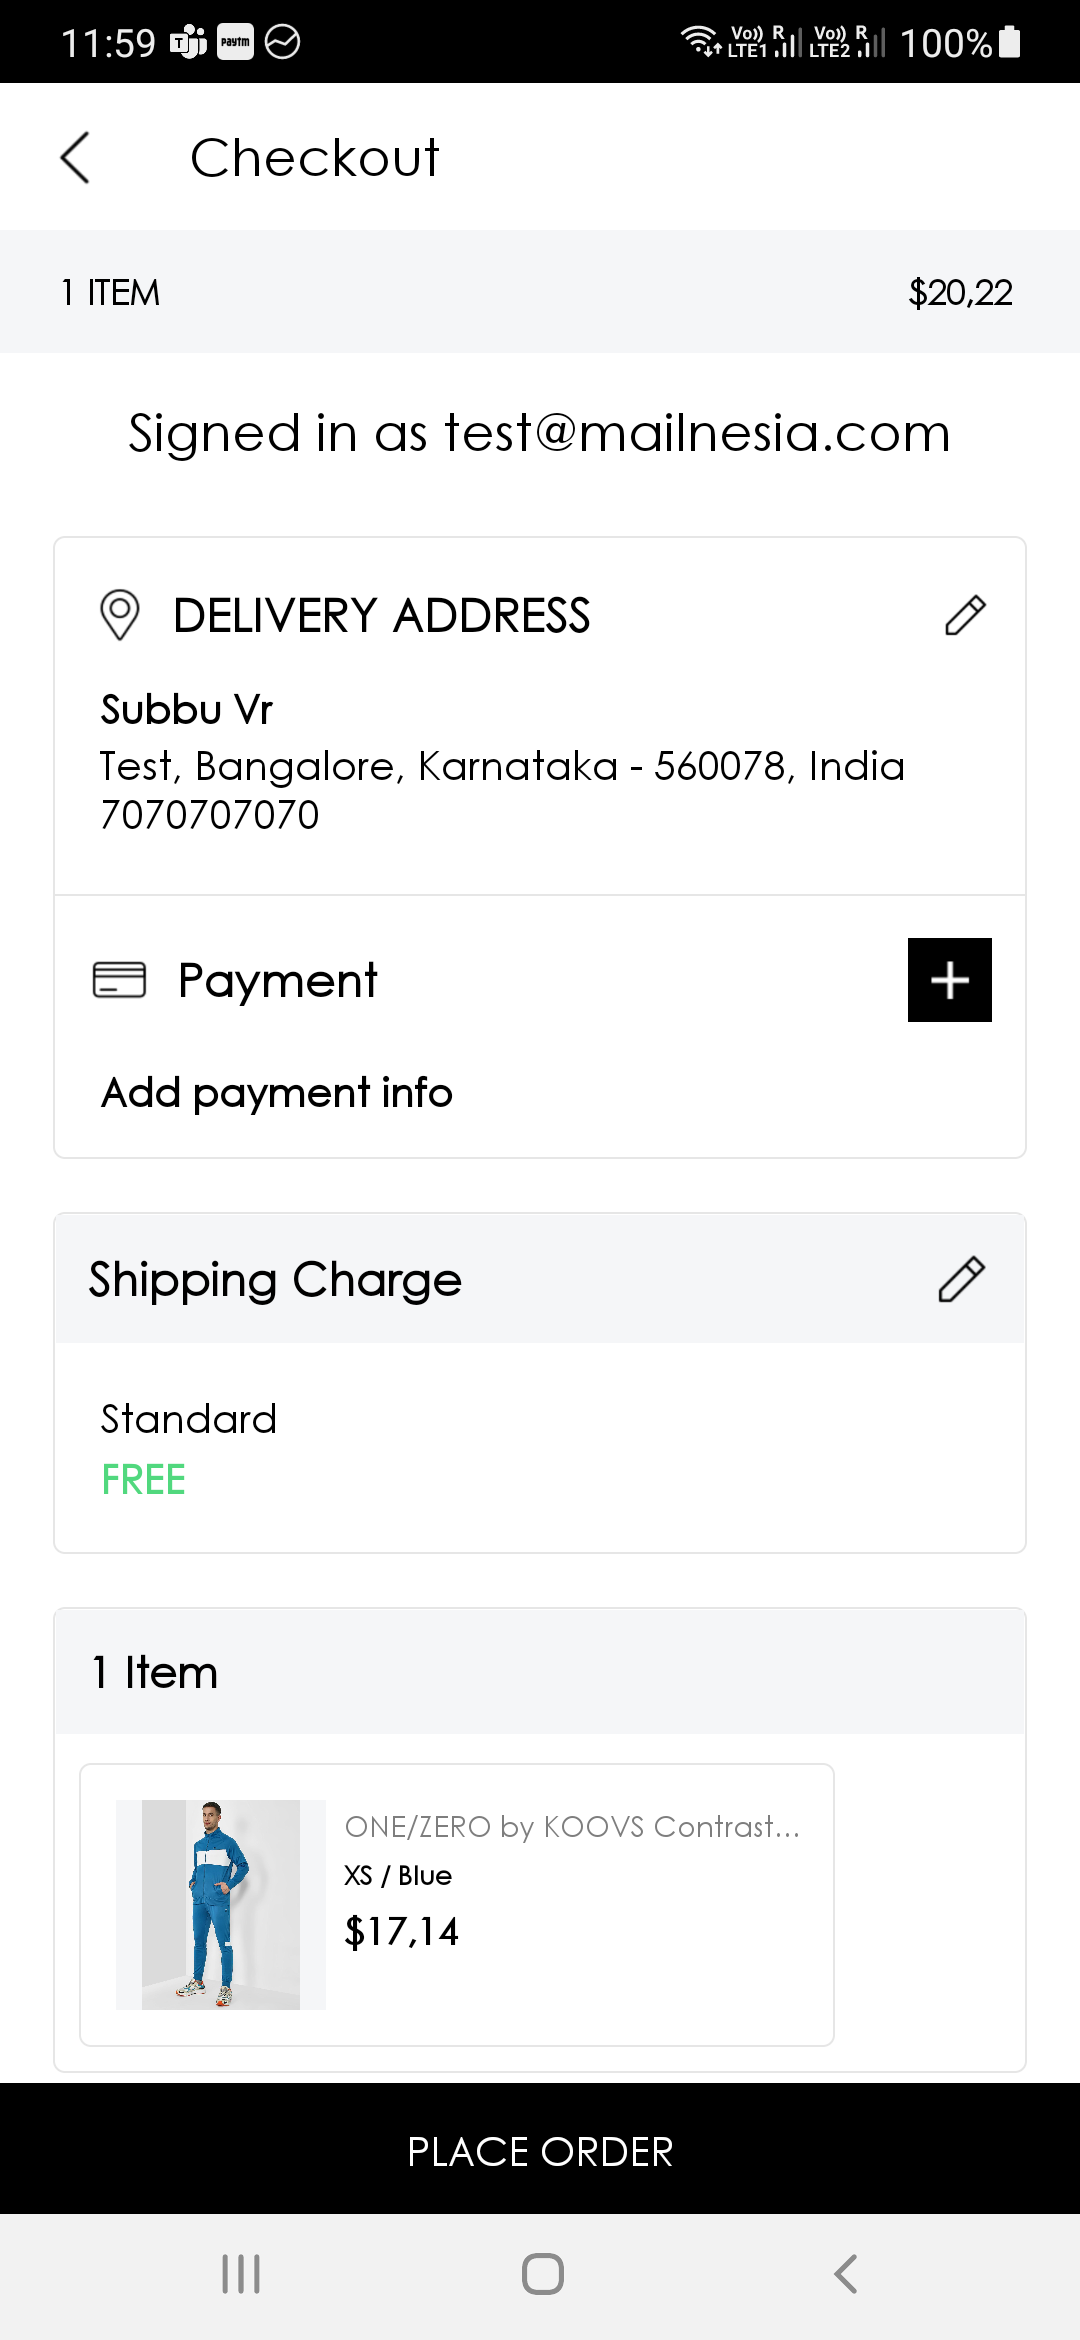 11:59 T Paytm Vo)) R LTE1 Vo)) R LTE2 100%
Checkout
1 ITEM $20,22
Signed in as test@mailnesia.com
DELIVERY ADDRESS
Subbu Vr
Test, Bangalore, Karnataka - 560078, India
7070707070
Payment +
Add payment info
Shipping Charge
Standard
FREE
1 Item
ONE/ZERO by KOOVS Contrast...
XS / Blue
$17,14
PLACE ORDER